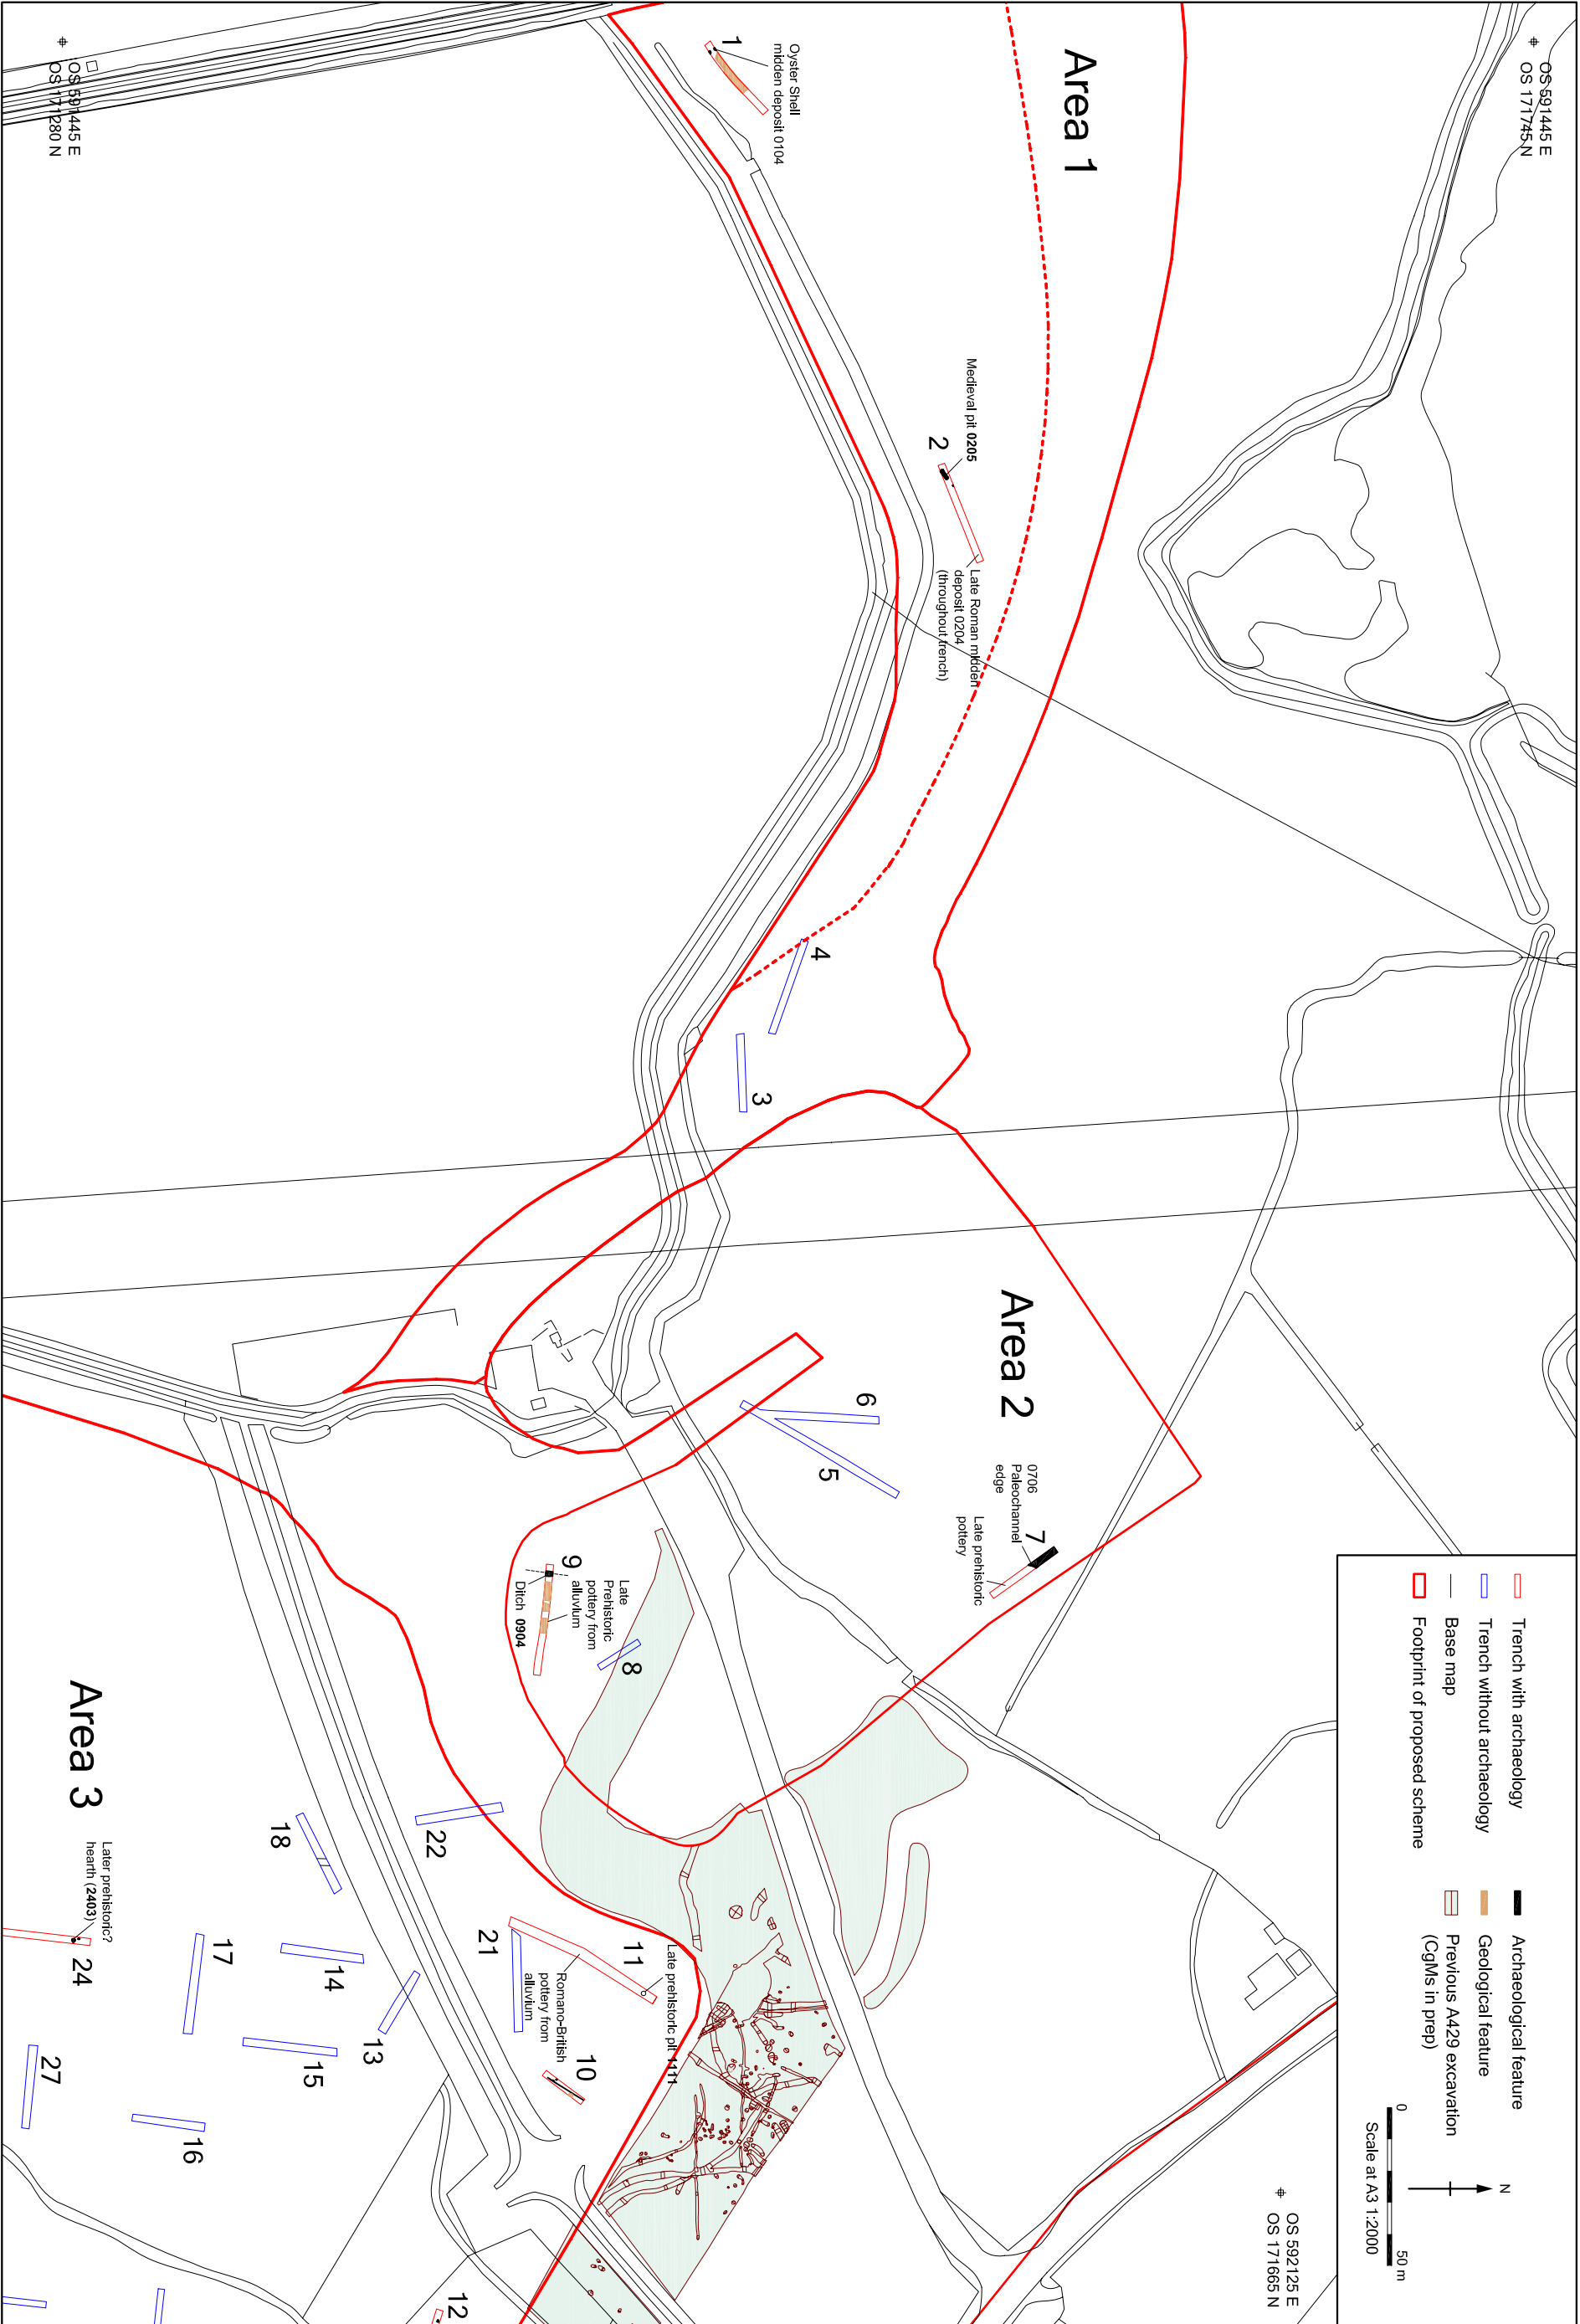 OS 591445 E
OS 171745 N
Area 1
1
Oyster Shell
midden deposit 0104
OS 591445 E
OS 171280 N
Medieval pit 0205
2
Late Roman midden
deposit 0204
(throughout trench)
4
3
Area 2
6
5
0706
Paleochannel
edge
7
Late prehistoric
pottery
9
Late
Prehistoric
pottery from
alluvium
Ditch 0904
8
Area 3
22
18
Later prehistoric?
hearth (2403)
24
17
14
21
11
Late prehistoric pit 1111
Romano-British
pottery from
alluvium
10
13
15
27
16
12
Trench with archaeology
Trench without archaeology
Base map
Footprint of proposed scheme
Archaeological feature
Geological feature
Previous A429 excavation
(CgMs in prep)
N
0
50 m
Scale at A3 1:2000
OS 592125 E
OS 171665 N